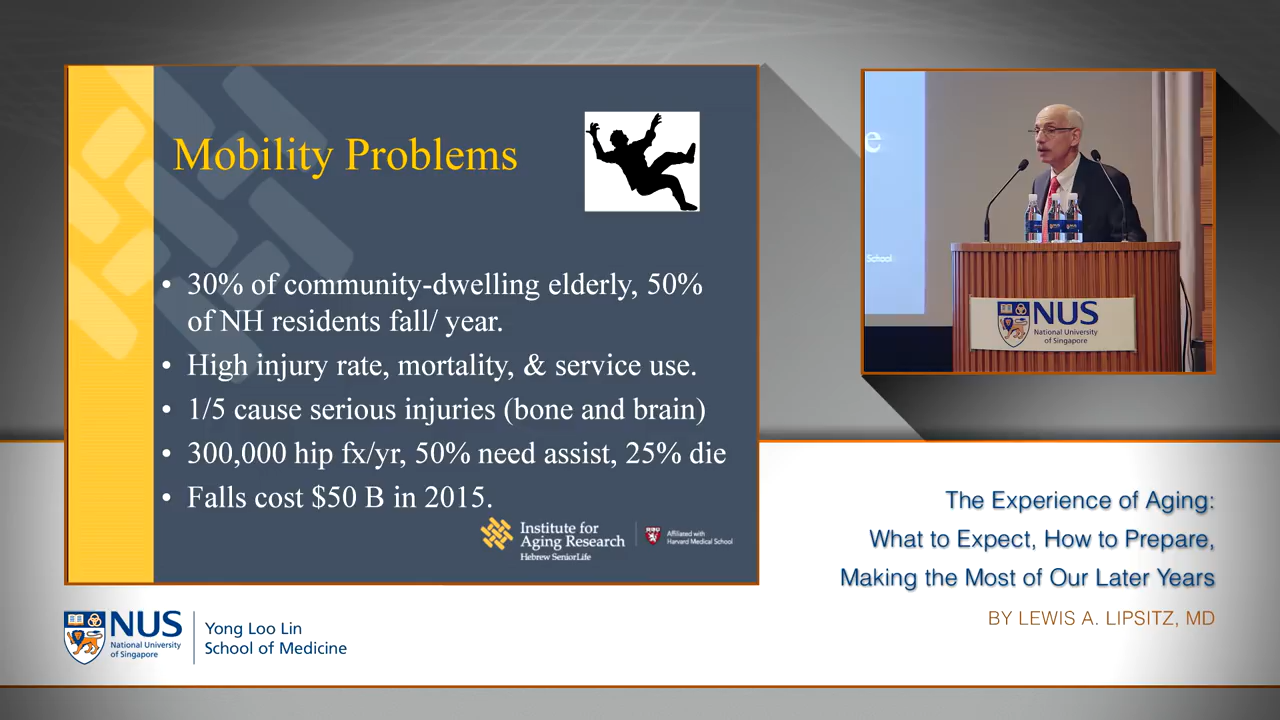 Mobility Problems
• 30% of community-dwelling elderly, 50%
of NH residents fall/ year.
• High injury rate, mortality, & service use.
• 1/5 cause serious injuries (bone and brain)
• 300,000 hip fx/yr, 50% need assist, 25% die
• Falls cost $50 B in 2015.
Institute for
Aging Research
Hebrew SeniorLife
Affiliated with
Harvard Medical School
e
School
NUS
National University
of Singapore
The Experience of Aging:
What to Expect, How to Prepare,
Making the Most of Our Later Years
BY LEWIS A. LIPSITZ, MD
NUS
National University
of Singapore
Yong Loo Lin
School of Medicine